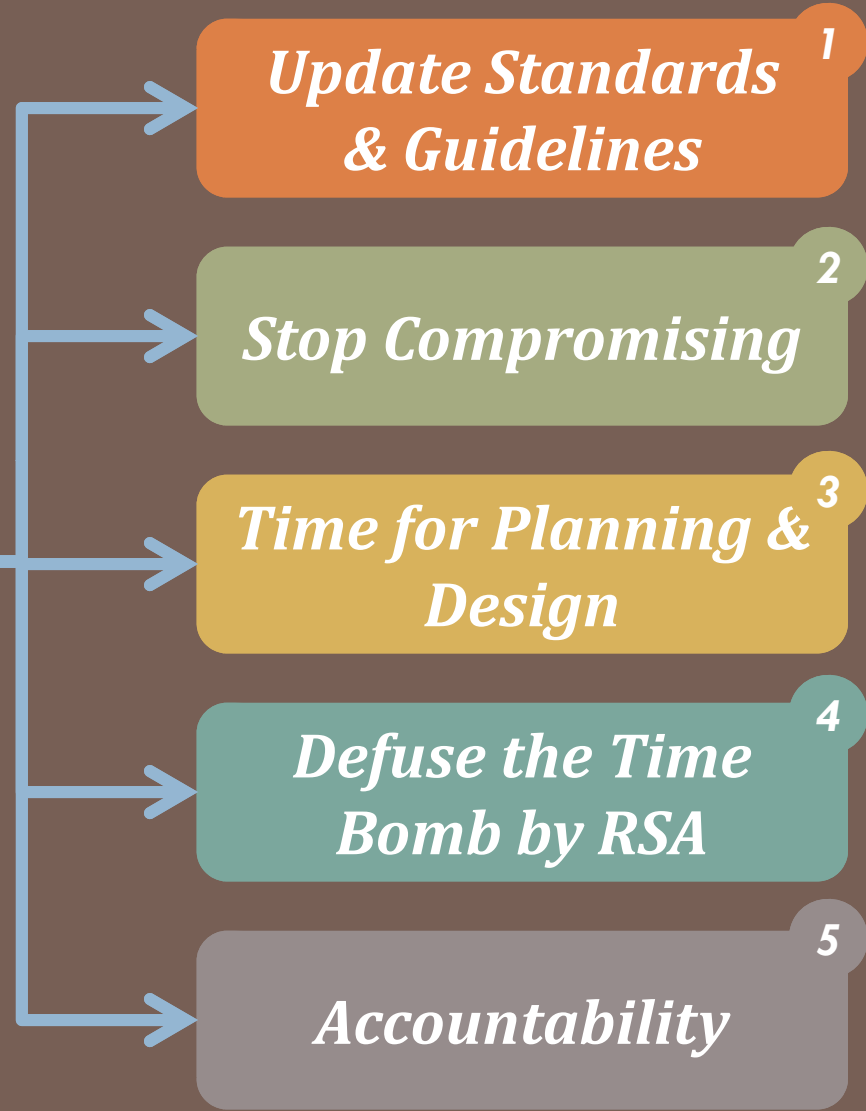 1
Update Standards
& Guidelines
2
Stop Compromising
3
Time for Planning &
Design
4
Defuse the Time
Bomb by RSA
5
Accountability